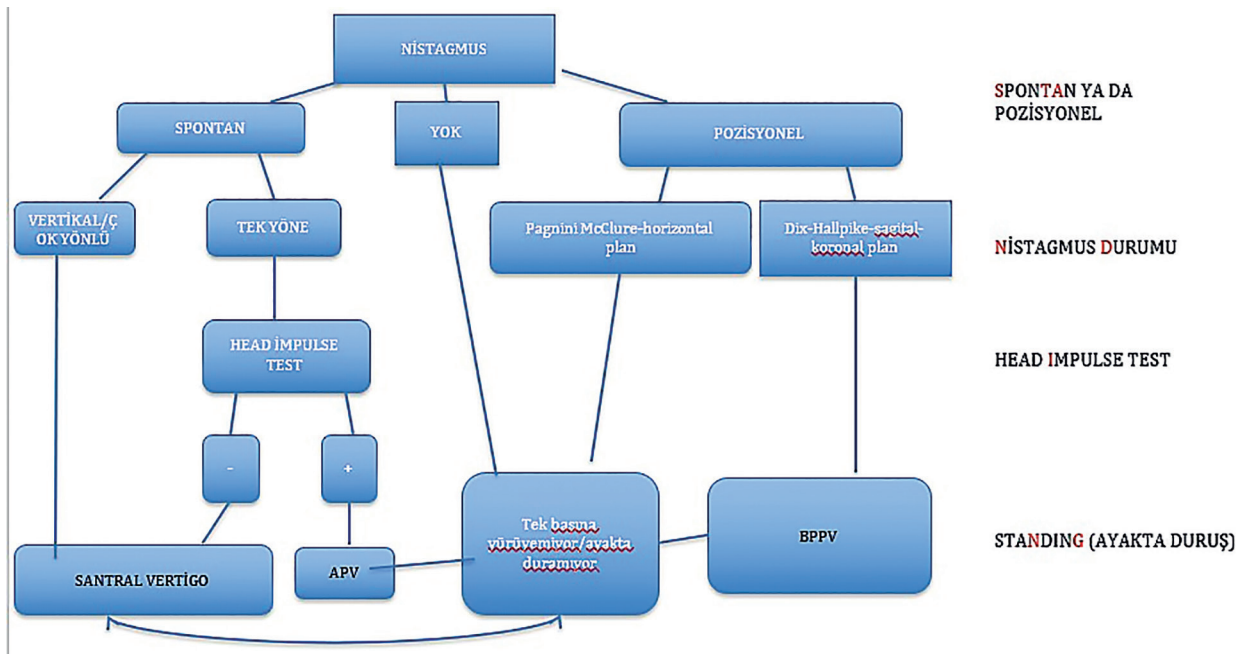 NİSTAGMUS
SPONTAN YA DA
POZİSYONEL
SPONTAN
YOK
POZİSYONEL
VERTİKAL/Ç
OK YÖNLÜ
TEK YÖNE
Pagnini McClure-horizontal
plan
Dix-Hallpike-sagital-
koronal plan
NİSTAGMUS DURUMU
HEAD İMPULSE
TEST
HEAD IMPULSE TEST
-
+
Tek başına
yürüyemiyor/ayakta
duramıyor
BPPV
STANDING (AYAKTA DURUŞ)
SANTRAL VERTİGO
APV